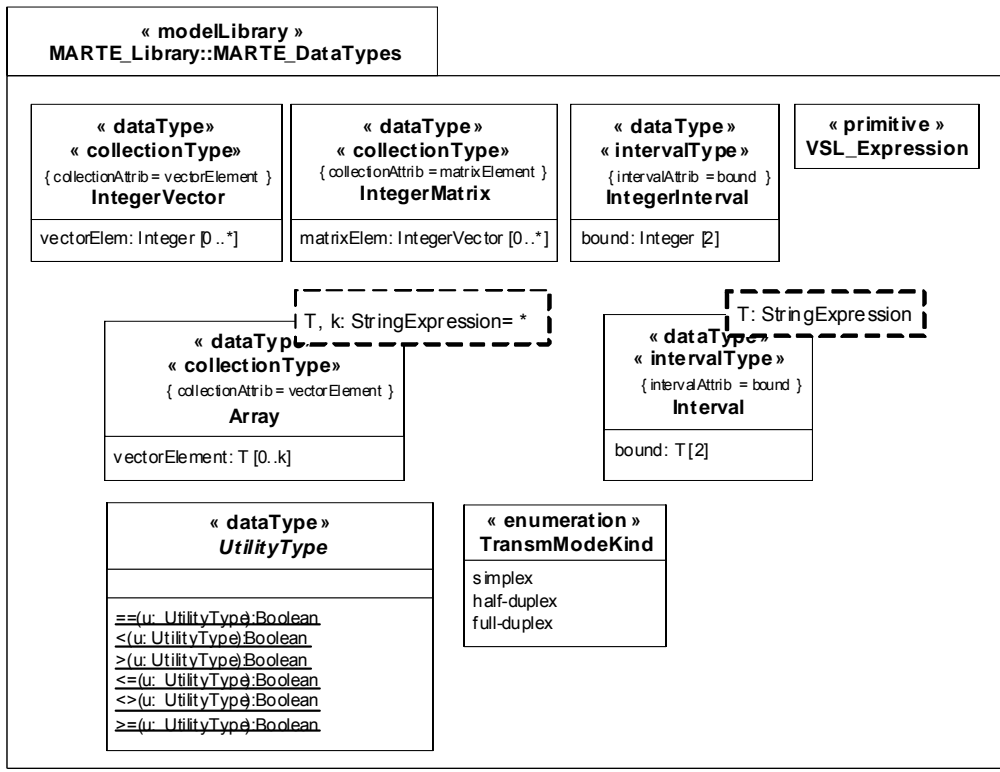 « modelLibrary »
MARTE_Library::MARTE_DataTypes
« dataType»
« collectionType»
{ collectionAttrib = vectorElement }
IntegerVector
vectorElem: Integer [0..*]
« dataType»
« collectionType»
{ collectionAttrib = matrixElement }
IntegerMatrix
matrixElem: IntegerVector [0..*]
« dataType»
« intervalType»
{ intervalAttrib = bound }
IntegerInterval
bound: Integer [2]
« primitive »
VSL_Expression
T, k: StringExpression= *
« dataType»
« collectionType»
{ collectionAttrib = vectorElement }
Array
vectorElement: T [0..k]
T: StringExpression
« dataType»
« intervalType»
{ intervalAttrib = bound }
Interval
bound: T [2]
« dataType»
UtilityType
==(u: UtilityType):Boolean
<(u: UtilityType):Boolean
>(u: UtilityType):Boolean
<=(u: UtilityType):Boolean
<>(u: UtilityType):Boolean
>=(u: UtilityType):Boolean
« enumeration »
TransmModeKind
simplex
half-duplex
full-duplex